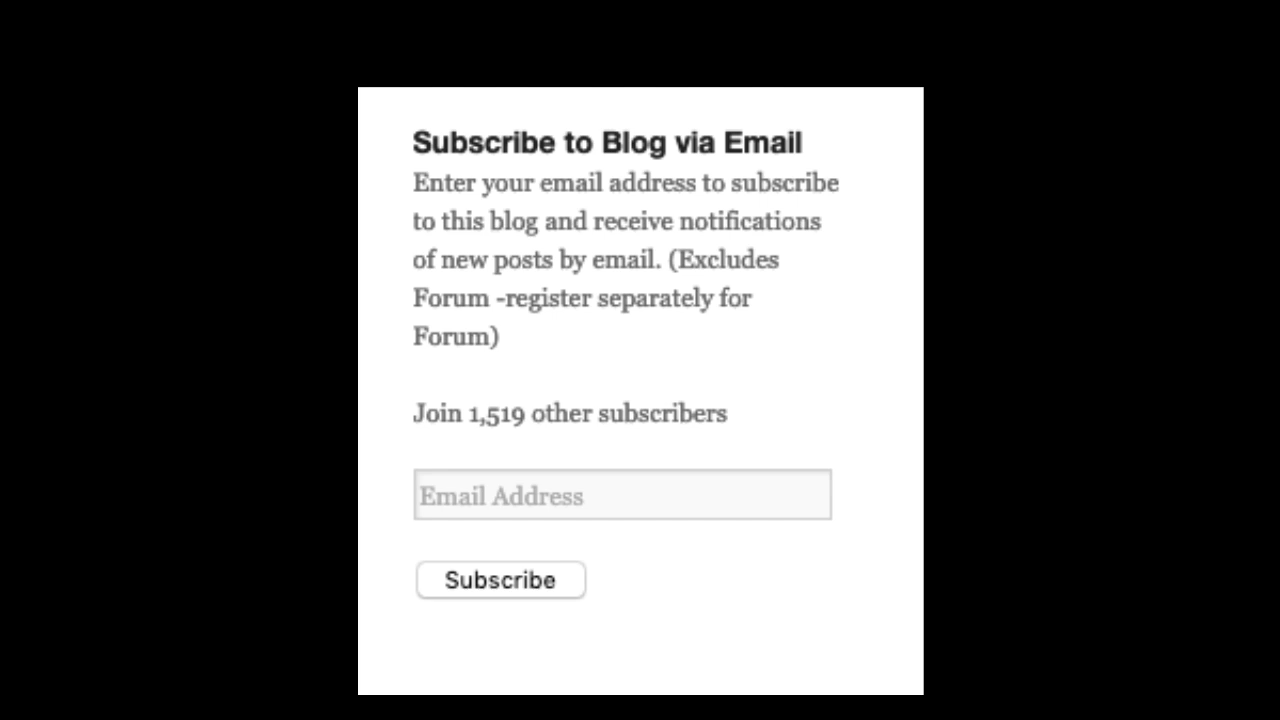 Subscribe to Blog via Email
Enter your email address to subscribe
to this blog and receive notifications
of new posts by email. (Excludes
Forum -register separately for
Forum)
Join 1,519 other subscribers
Email Address
Subscribe